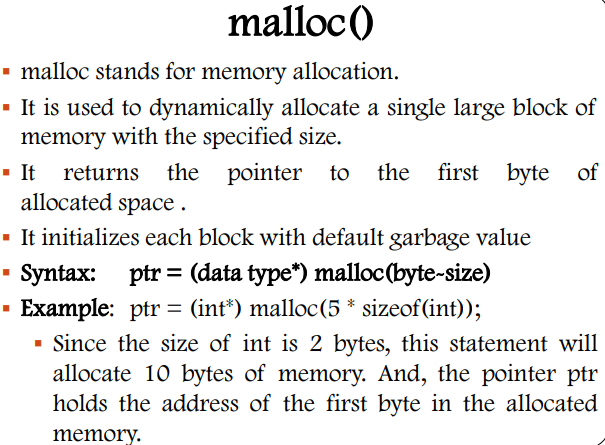 malloc()
▪ malloc stands for memory allocation.
▪ It is used to dynamically allocate a single large block of
memory with the specified size.
▪ It returns the pointer to the first byte of
allocated space .
▪ It initializes each block with default garbage value
▪ Syntax: ptr = (data type*) malloc(byte-size)
▪ Example: ptr = (int*) malloc(5 * sizeof(int));
▪ Since the size of int is 2 bytes, this statement will
allocate 10 bytes of memory. And, the pointer ptr
holds the address of the first byte in the allocated
memory.